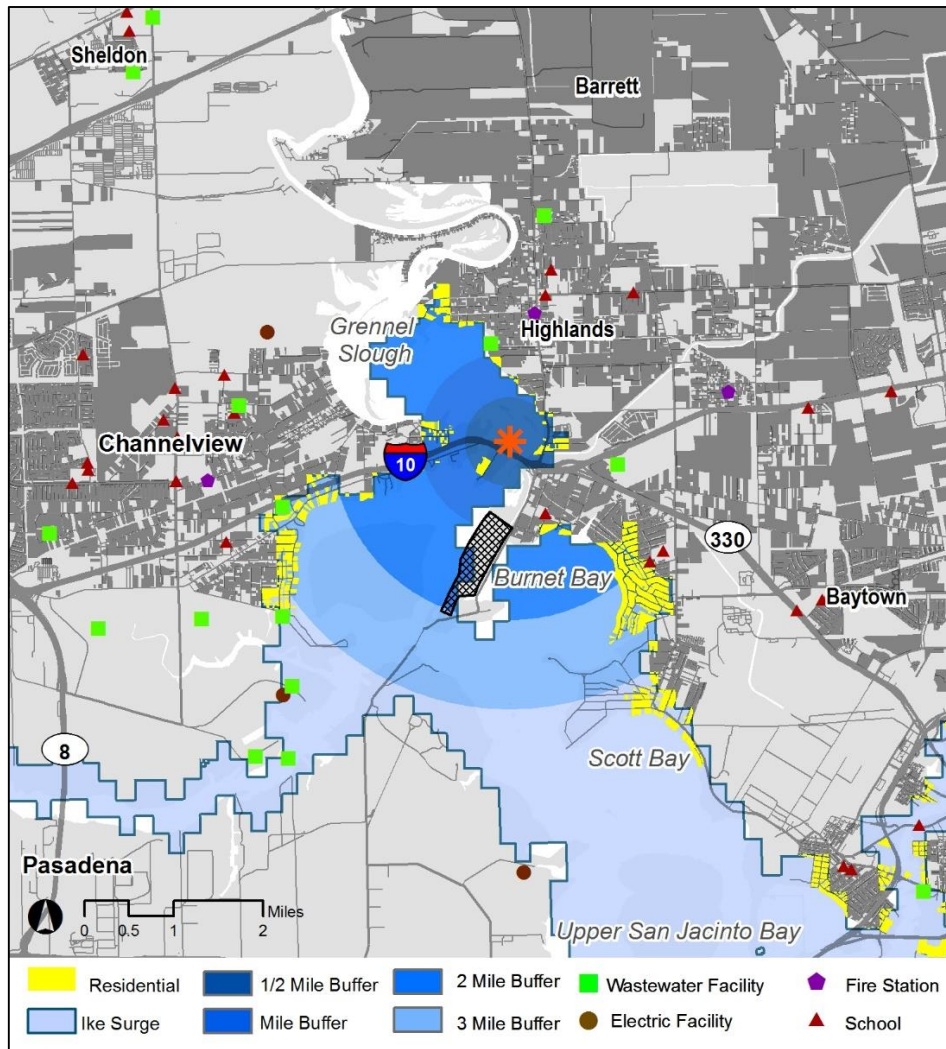 Sheldon
Barrett
Grennel
Slough
Highlands
Channelview
10
330
Burnet Bay
Baytown
Scott Bay
8
Pasadena
Miles
0 0.5 1 2
Upper San Jacinto Bay
Residential
1/2 Mile Buffer
2 Mile Buffer
Wastewater Facility
Fire Station
Ike Surge
Mile Buffer
3 Mile Buffer
Electric Facility
School